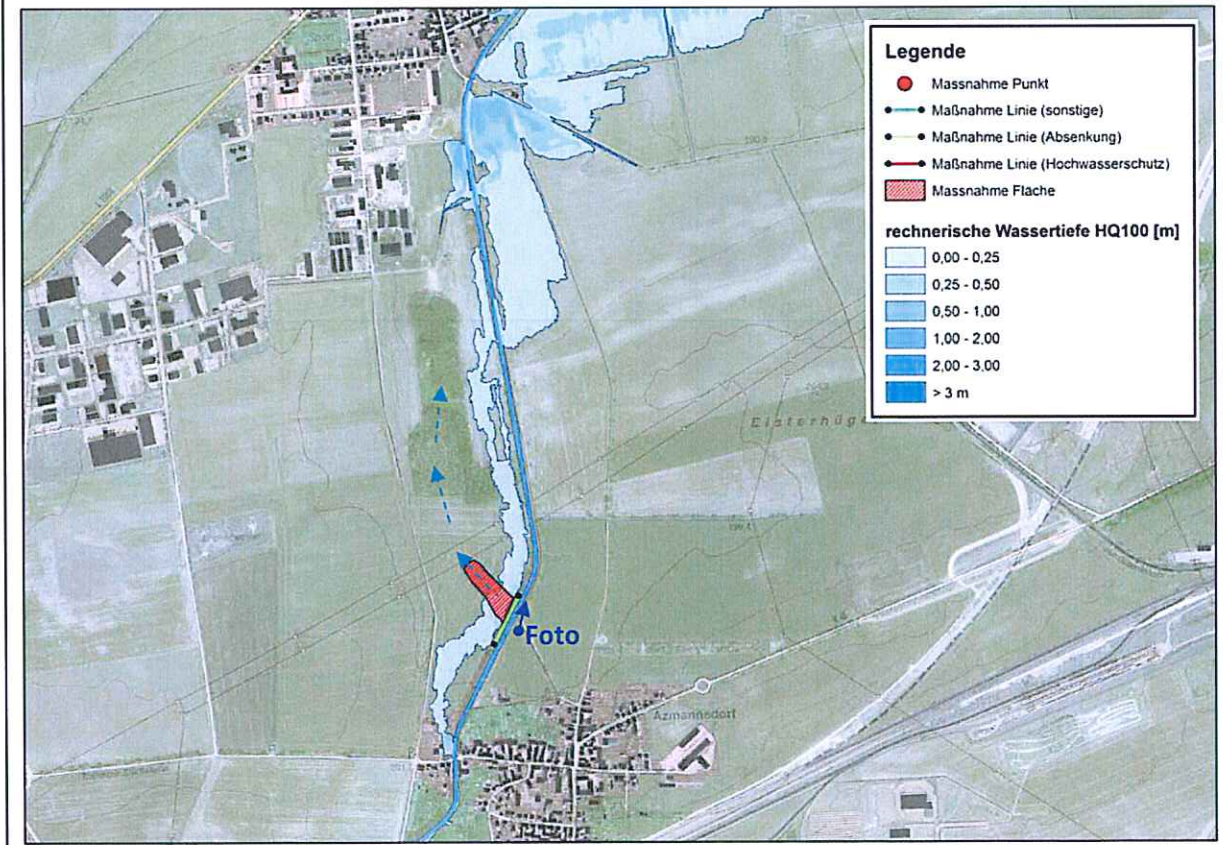 Legende
Massnahme Punkt
Maßnahme Linie (sonstige)
Maßnahme Linie (Absenkung)
Maßnahme Linie (Hochwasserschutz)
Massnahme Fläche
rechnerische Wassertiefe HQ100 [m]
0,00 - 0,25
0,25 - 0,50
0,50 - 1,00
1,00 - 2,00
2,00 - 3,00
> 3 m
Foto
Azmannsdorf